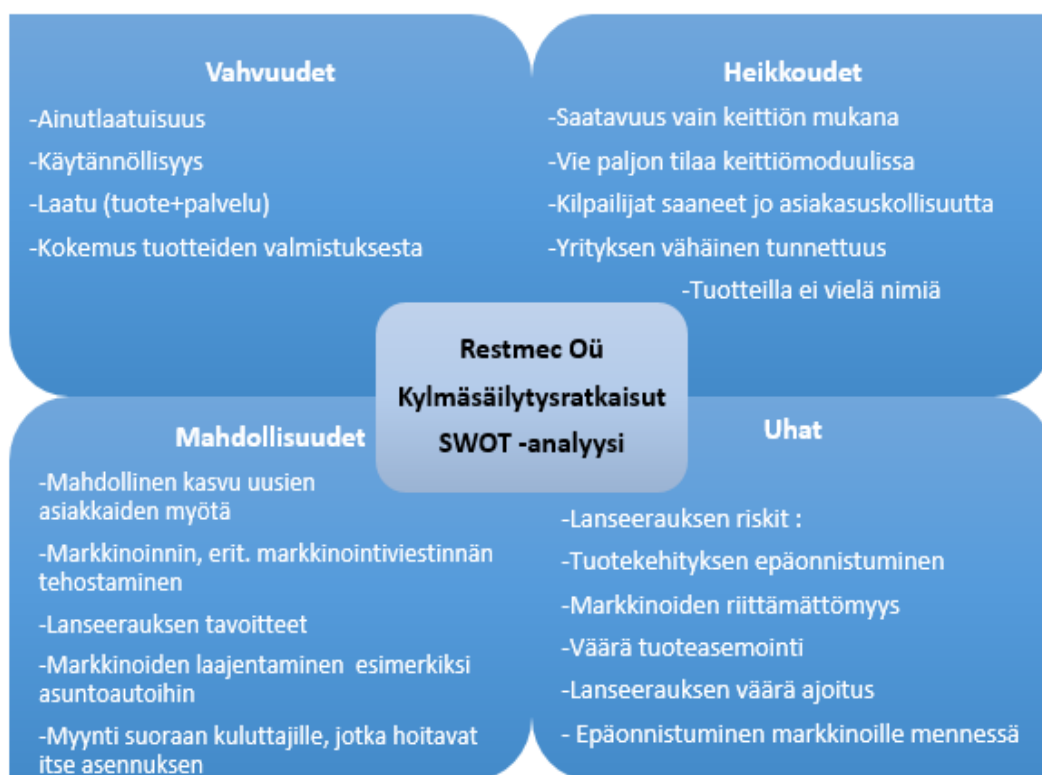 Vahvuudet
-Ainutlaatuisuus
-Käytännöllisyys
-Laatu (tuote+palvelu)
-Kokemus tuotteiden valmistuksesta
Heikkoudet
-Saatavuus vain keittiön mukana
-Vie paljon tilaa keittiömoduulissa
-Kilpailijat saaneet jo asiakasuskollisuutta
-Yrityksen vähäinen tunnettuus
-Tuotteilla ei vielä nimiä
Restmec Oü
Kylmäsäilytysratkaisut
SWOT -analyysi
Mahdollisuudet
-Mahdollinen kasvu uusien
asiakkaiden myötä
-Markkinoinnin, erit. markkinointiviestinnän
tehostaminen
-Lanseerauksen tavoitteet
-Markkinoiden laajentaminen esimerkiksi
asuntoautoihin
-Myynti suoraan kuluttajille, jotka hoitavat
itse asennuksen
Uhat
-Lanseerauksen riskit :
-Tuotekehityksen epäonnistuminen
-Markkinoiden riittämättömyys
-Väärä tuoteasemointi
-Lanseerauksen väärä ajoitus
- Epäonnistuminen markkinoille mennessä